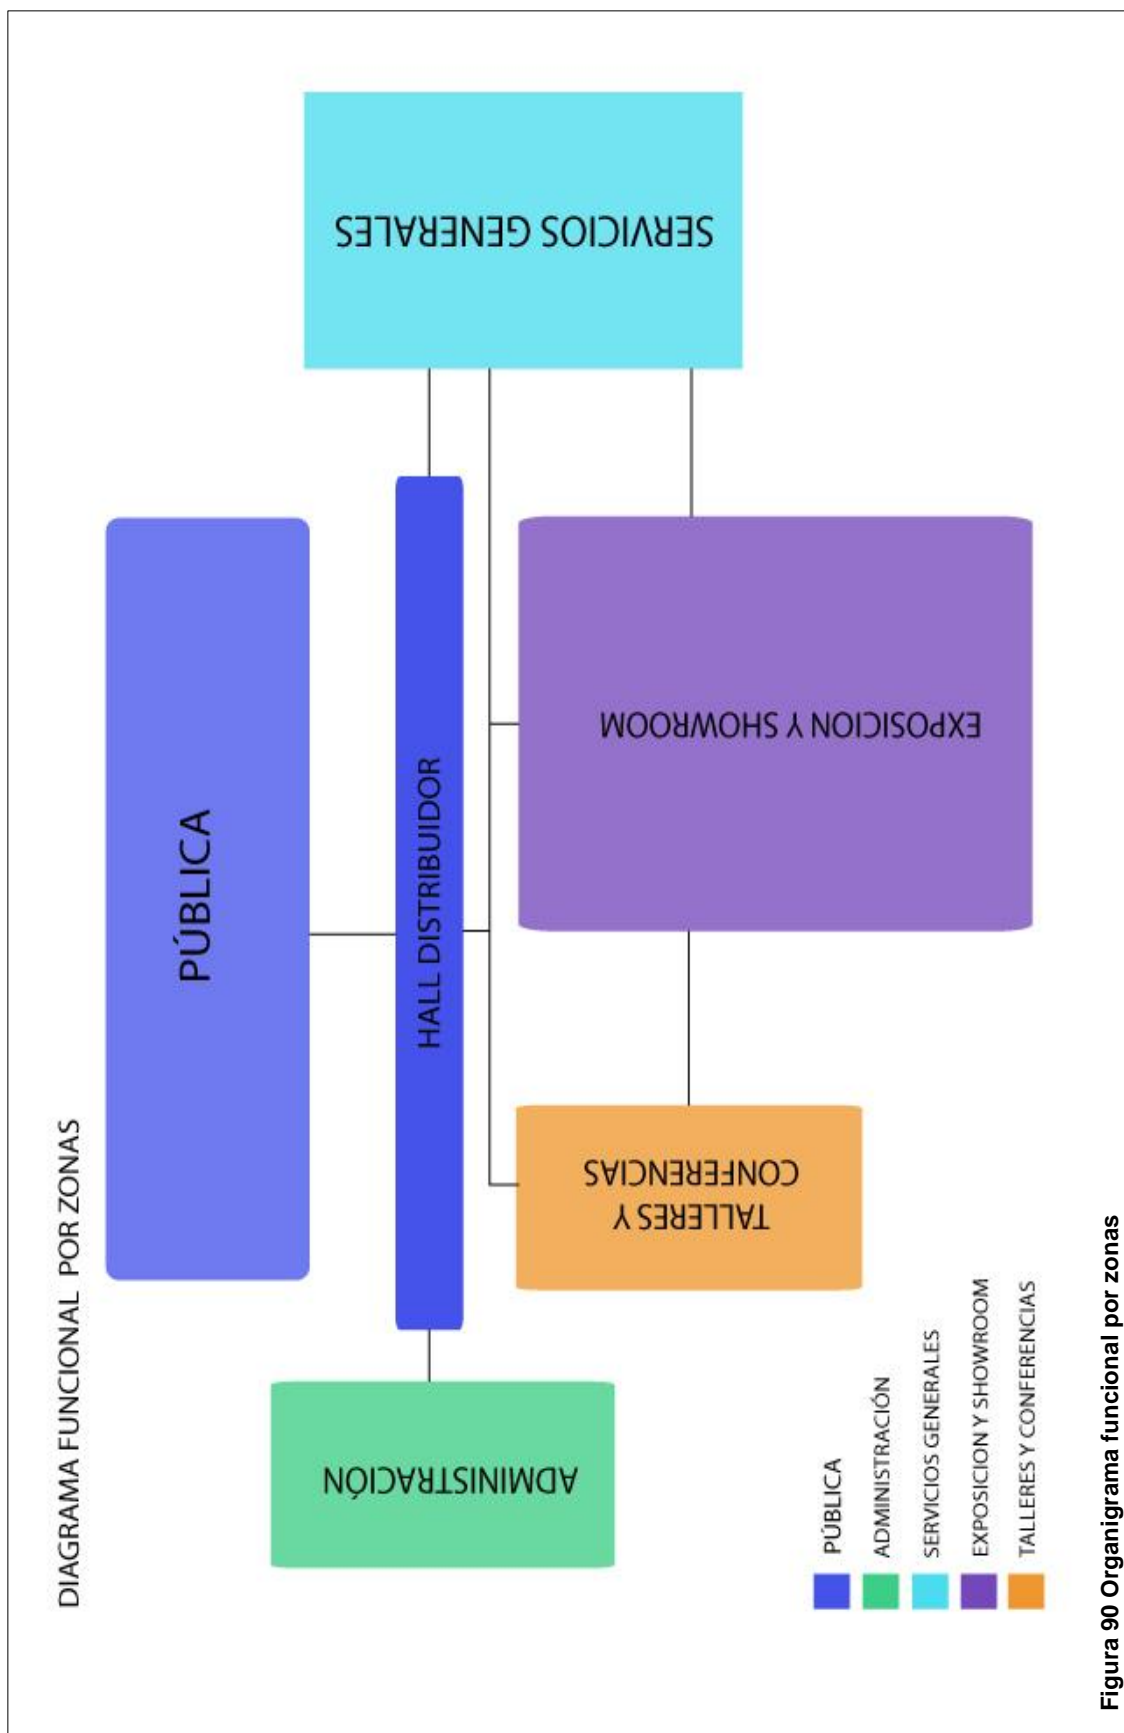 DIAGRAMA FUNCIONAL POR ZONAS
PÚBLICA
HALL DISTRIBUIDOR
ADMINISTRACIÓN
TALLERES Y
CONFERENCIAS
EXPOSICION Y SHOWROOM
SERVICIOS GENERALES
PÚBLICA
ADMINISTRACIÓN
SERVICIOS GENERALES
EXPOSICION Y SHOWROOM
TALLERES Y CONFERENCIAS
Figura 90 Organigrama funcional por zonas